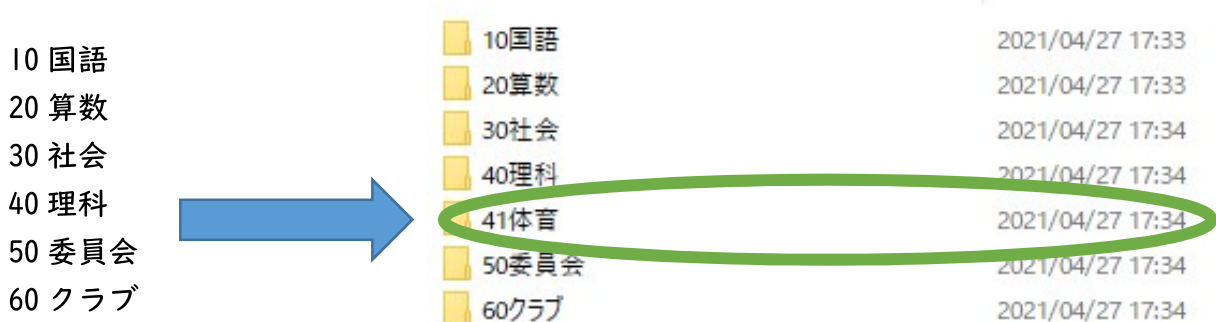 10 国語
20 算数
30 社会
40 理科
50 委員会
60 クラブ
10国語 2021/04/27 17:33
20算数 2021/04/27 17:33
30社会 2021/04/27 17:34
40理科 2021/04/27 17:34
41体育 2021/04/27 17:34
50委員会 2021/04/27 17:34
60クラブ 2021/04/27 17:34